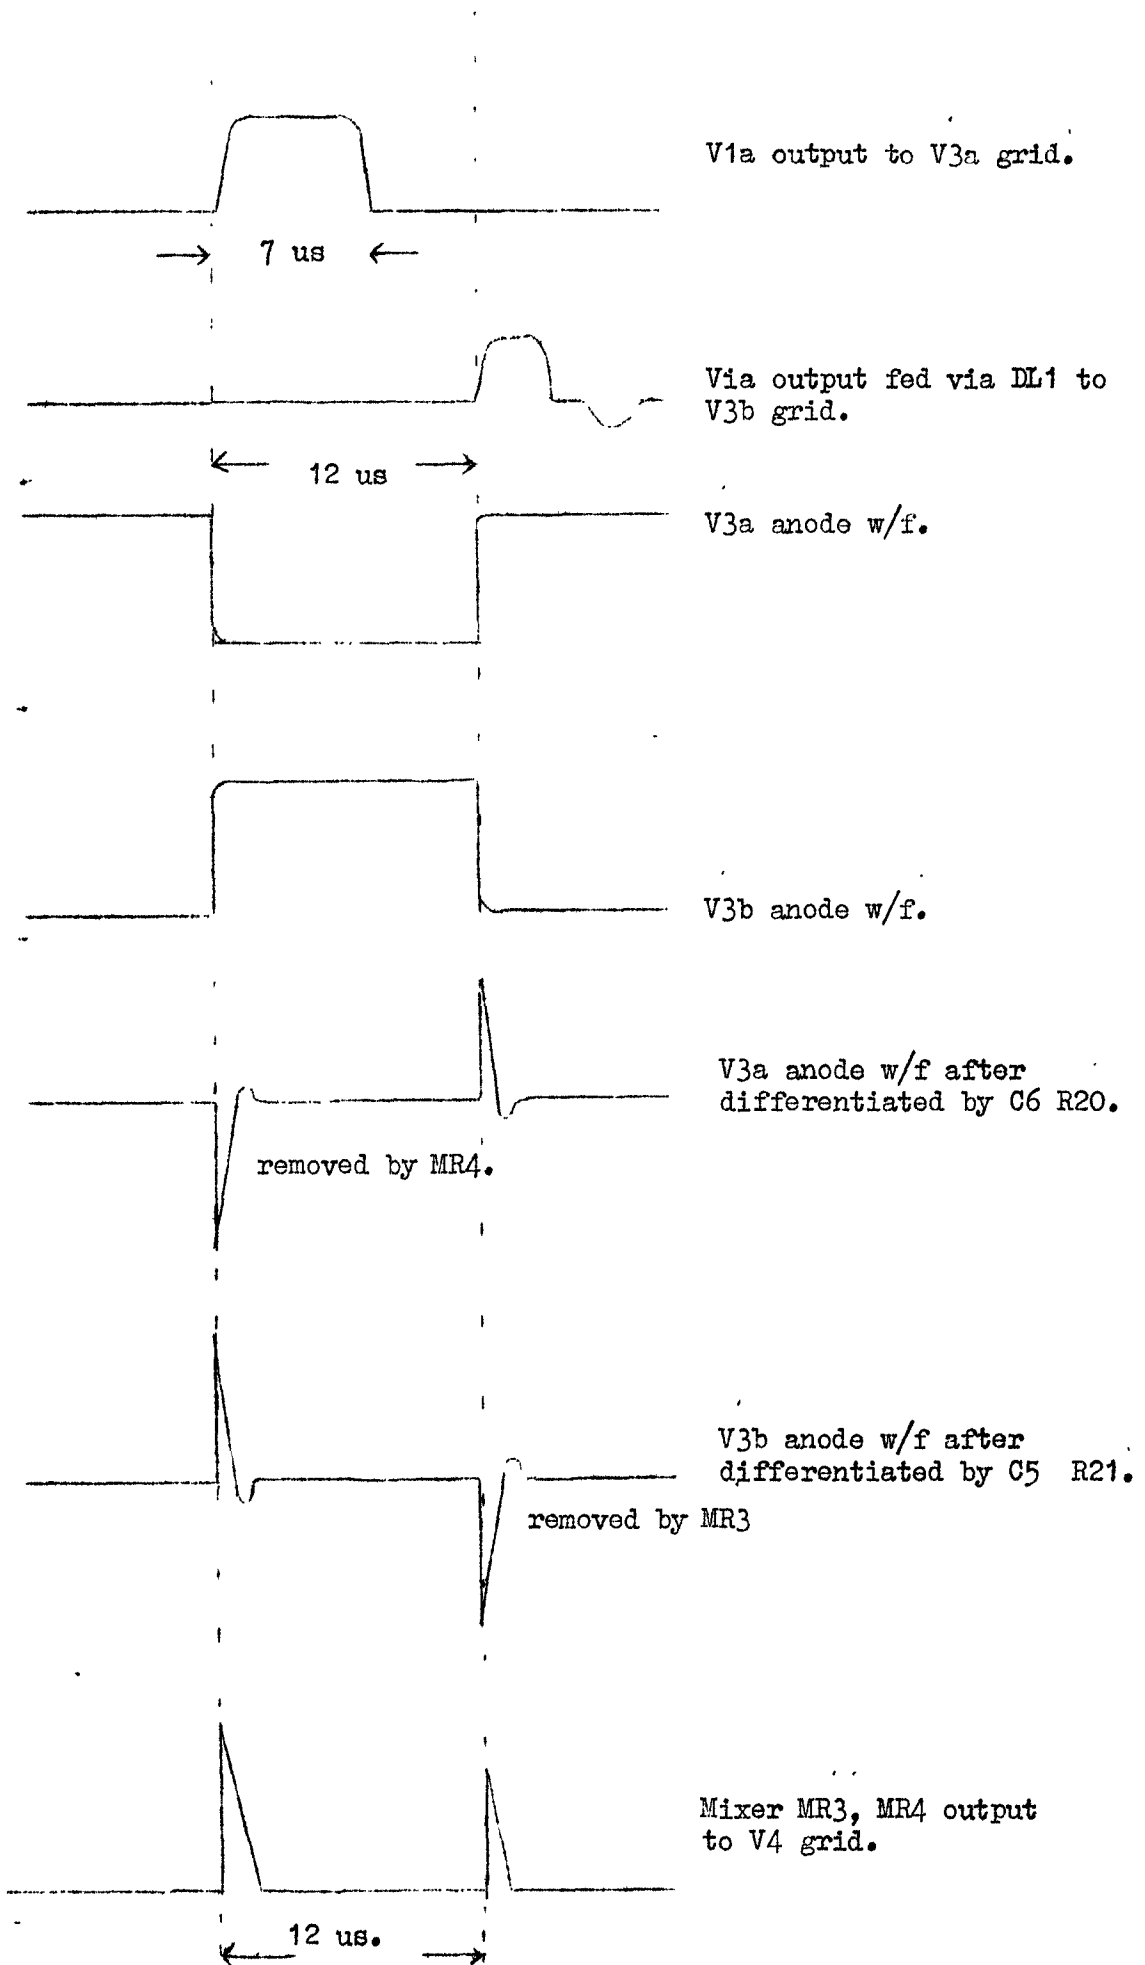 V1a output to V3a grid.
7 us
Via output fed via DL1 to
V3b grid.
12 us
V3a anode w/f.
V3b anode w/f.
V3a anode w/f after
differentiated by C6 R20.
removed by MR4.
V3b anode w/f after
differentiated by C5 R21.
removed by MR3
Mixer MR3, MR4 output
to V4 grid.
12 us.